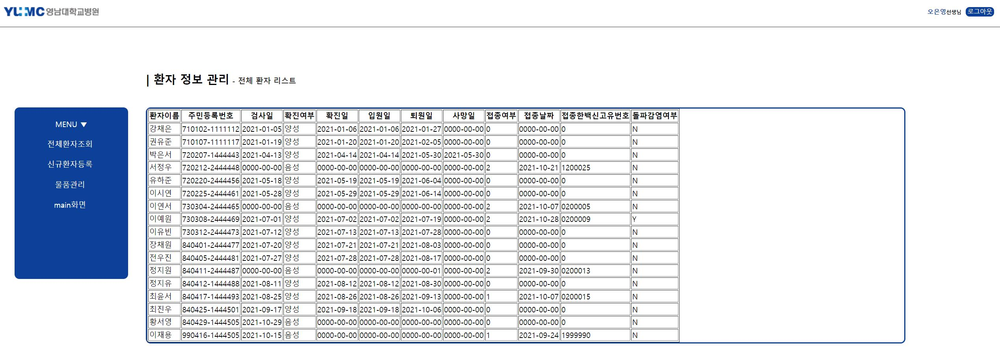 YUMC 영남대학교병원
오은영선생님 로그아웃
| 환자 정보 관리 - 전체 환자 리스트
MENU ▼
전체환자조회
신규환자등록
물품관리
main화면
환자이름 주민등록번호 검사일 확진여부 확진일 입원일 퇴원일 사망일 접종여부 접종날짜 접종한백신고유번호 돌파감염여부
강채은 710102-1111112 2021-01-05 양성 2021-01-06 2021-01-06 2021-01-27 0000-00-00 0 0000-00-00 0 N
권유준 710107-1111117 2021-01-19 양성 2021-01-20 2021-01-20 2021-02-05 0000-00-00 0 0000-00-00 0 N
박은서 720207-1444443 2021-04-13 양성 2021-04-14 2021-04-14 2021-05-30 2021-05-30 0 0000-00-00 0 N
서정우 720212-2444448 0000-00-00 음성 0000-00-00 0000-00-00 0000-00-00 0000-00-00 2 2021-10-21 1200025 N
유하준 720220-2444456 2021-05-18 양성 2021-05-19 2021-05-19 2021-06-04 0000-00-00 0 0000-00-00 0 N
이시연 720225-2444461 2021-05-28 양성 2021-05-29 2021-05-29 2021-06-14 0000-00-00 0 0000-00-00 0 N
이연서 730304-2444465 0000-00-00 음성 0000-00-00 0000-00-00 0000-00-00 0000-00-00 2 2021-10-07 0200005 N
이예원 730308-2444469 2021-07-01 양성 2021-07-02 2021-07-02 2021-07-19 0000-00-00 2 2021-10-28 0200009 Y
이유빈 730312-2444473 2021-07-12 양성 2021-07-13 2021-07-13 2021-07-28 0000-00-00 0 0000-00-00 0 N
장채원 840401-2444477 2021-07-20 양성 2021-07-21 2021-07-21 2021-08-03 0000-00-00 0 0000-00-00 0 N
전우진 840405-2444481 2021-07-27 양성 2021-07-28 2021-07-28 2021-08-17 0000-00-00 0 0000-00-00 0 N
정지원 840411-2444487 0000-00-00 음성 0000-00-00 0000-00-00 0000-00-01 0000-00-00 2 2021-09-30 0200013 N
정지유 840412-1444488 2021-08-11 양성 2021-08-12 2021-08-12 2021-08-30 0000-00-00 0 0000-00-00 0 N
최윤서 840417-1444493 2021-08-25 양성 2021-08-26 2021-08-26 2021-09-13 0000-00-00 1 2021-10-07 0200015 N
최진우 840425-1444501 2021-09-17 양성 2021-09-18 2021-09-18 2021-10-06 0000-00-00 0 0000-00-00 0 N
황서영 840429-1444505 2021-10-29 음성 0000-00-00 0000-00-00 0000-00-00 0000-00-00 0 0000-00-00 0 N
이재용 990416-1444505 2021-10-15 음성 0000-00-00 0000-00-00 0000-00-00 0000-00-00 1 2021-09-24 1999990 N